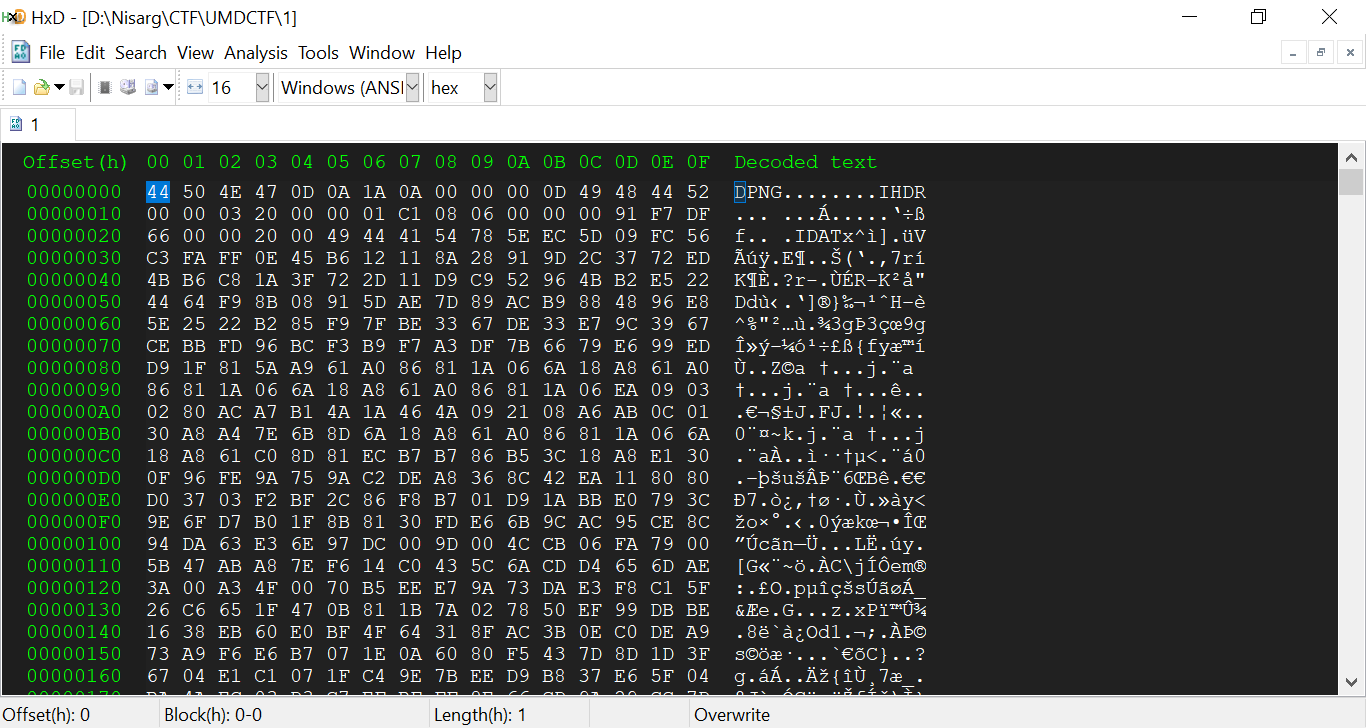 HxD - [D:\Nisarg\CTF\UMDCTF\1]
File Edit Search View Analysis Tools Window Help
16 Windows (ANSI hex
1
Offset(h) 00 01 02 03 04 05 06 07 08 09 0A 0B 0C 0D 0E 0F Decoded text
00000000 44 50 4E 47 0D 0A 1A 0A 00 00 00 0D 49 48 44 52 DPNG........IHDR
00000010 00 00 03 20 00 00 01 C1 08 06 00 00 00 91 F7 DF ... ...Á.....‘÷ß
00000020 66 00 00 20 00 49 44 41 54 78 5E EC 5D 09 FC 56 f.. .IDATx^ì].üV
00000030 C3 FA FF 0E 45 B6 12 11 8A 28 91 9D 2C 37 72 ED Ãúÿ.E¶..Š(‘.,7rí
00000040 4B B6 C8 1A 3F 72 2D 11 D9 C9 52 96 4B B2 E5 22 K¶È.?r-.ÙÉR–K²å"
00000050 44 64 F9 8B 08 91 5D AE 7D 89 AC B9 88 48 96 E8 Ddù‹.‘]®}‰¬¹ˆH–è
00000060 5E 25 22 B2 85 F9 7F BE 33 67 DE 33 E7 9C 39 67 ^%"²…ù.¾3gÞ3çœ9g
00000070 CE BB FD 96 BC F3 B9 F7 A3 DF 7B 66 79 E6 99 ED Î»ý–¼ó¹÷£ß{fyæ™í
00000080 D9 1F 81 5A A9 61 A0 86 81 1A 06 6A 18 A8 61 A0 Ù..Z©a †...j.¨a
00000090 86 81 1A 06 6A 18 A8 61 A0 86 81 1A 06 EA 09 03 †...j.¨a †...ê..
000000A0 02 80 AC A7 B1 4A 1A 46 4A 09 21 08 A6 AB 0C 01 .€¬§±J.FJ.!.¦«..
000000B0 30 A8 A4 7E 6B 8D 6A 18 A8 61 A0 86 81 1A 06 6A 0¨¤~k.j.¨a †...j
000000C0 18 A8 61 C0 8D 81 EC B7 B7 86 B5 3C 18 A8 E1 30 .¨aÀ..ì··†µ<.¨á0
000000D0 0F 96 FE 9A 75 9A C2 DE A8 36 8C 42 EA 11 80 80 .–þšušÂÞ¨6ŒBê.€€
000000E0 D0 37 03 F2 BF 2C 86 F8 B7 01 D9 1A BB E0 79 3C Ð7.ò¿,†ø·.Ù.»ày<
000000F0 9E 6F D7 B0 1F 8B 81 30 FD E6 6B 9C AC 95 CE 8C žo×°.‹.0ýækœ¬•ÎŒ
00000100 94 DA 63 E3 6E 97 DC 00 9D 00 4C CB 06 FA 79 00 ”Úcãn—Ü...LË.úy.
00000110 5B 47 AB A8 7E F6 14 C0 43 5C 6A CD D4 65 6D AE [G«¨~ö.ÀC\jÍÔem®
00000120 3A 00 A3 4F 00 70 B5 EE E7 9A 73 DA E3 F8 C1 5F :.£O.pµîçšsÚãøÁ_
00000130 26 C6 65 1F 47 0B 81 1B 7A 02 78 50 EF 99 DB BE &Æe.G...z.xPï™Û¾
00000140 16 38 EB 60 E0 BF 4F 64 31 8F AC 3B 0E C0 DE A9 .8ë`à¿Od1.¬;.ÀÞ©
00000150 73 A9 F6 E6 B7 07 1E 0A 60 80 F5 43 7D 8D 1D 3F s©öæ·...`€õC}..?
00000160 67 04 E1 C1 07 1F C4 9E 7B EE D9 B8 37 E6 5F 04 g.áÁ..Äž{îÙ¸7æ_.
Offset(h): 0 Block(h): 0-0 Length(h): 1 Overwrite